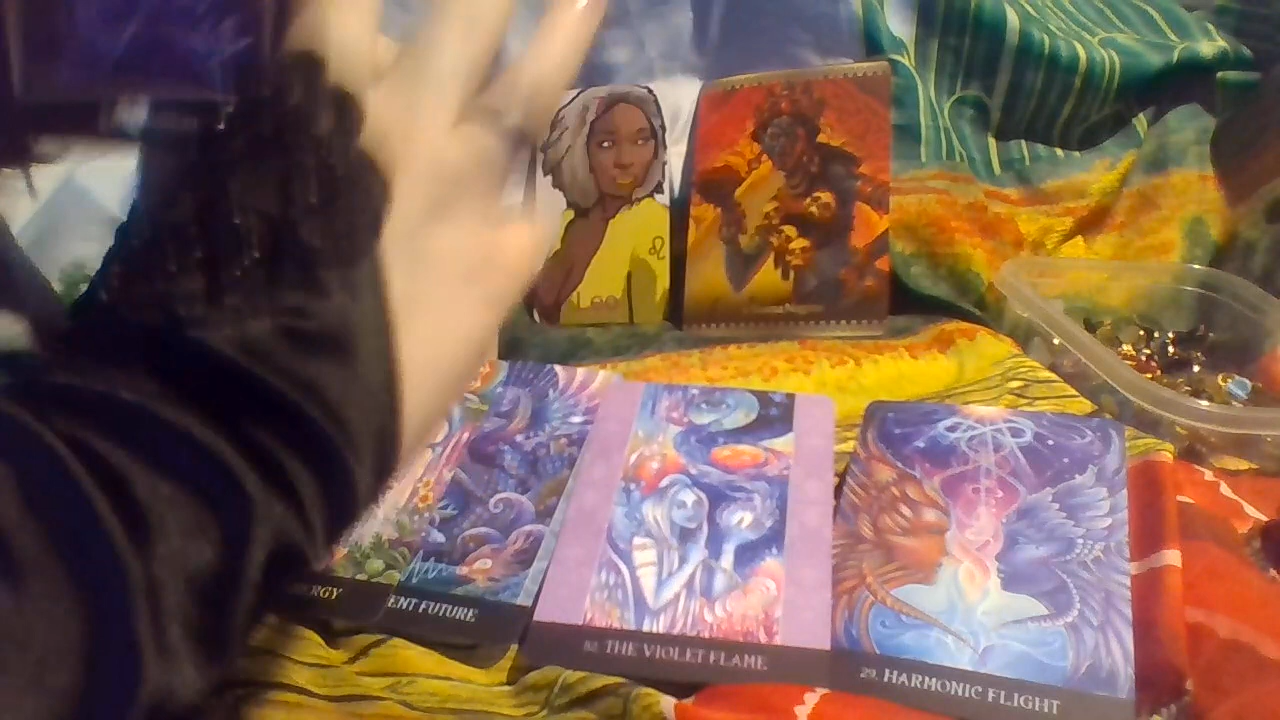 Leo
RGY
ENT FUTURE
THE VIOLET FLAME
29. HARMONIC FLIGHT